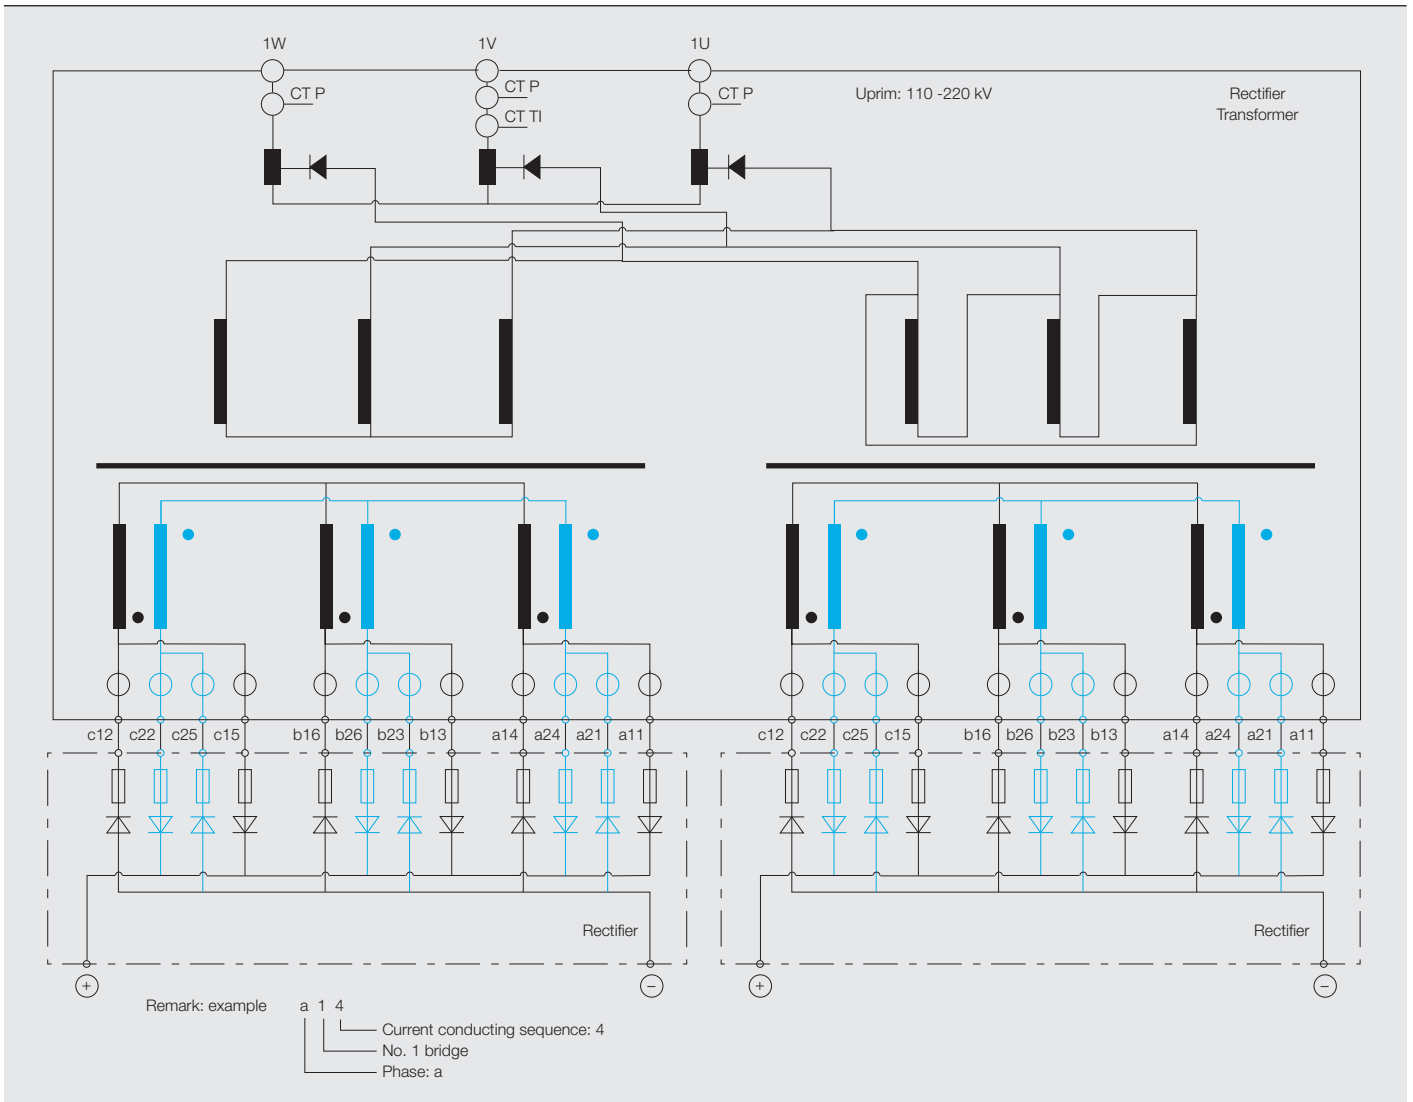 1W 1V 1U
CT P CT P CT P Uprim: 110 -220 kV Rectifier
CT TI Transformer
c12 c22 c25 c15 b16 b26 b23 b13 a14 a24 a21 a11 c12 c22 c25 c15 b16 b26 b23 b13 a14 a24 a21 a11
Rectifier Rectifier
+ − + −
Remark: example a 1 4
Current conducting sequence: 4
No. 1 bridge
Phase: a